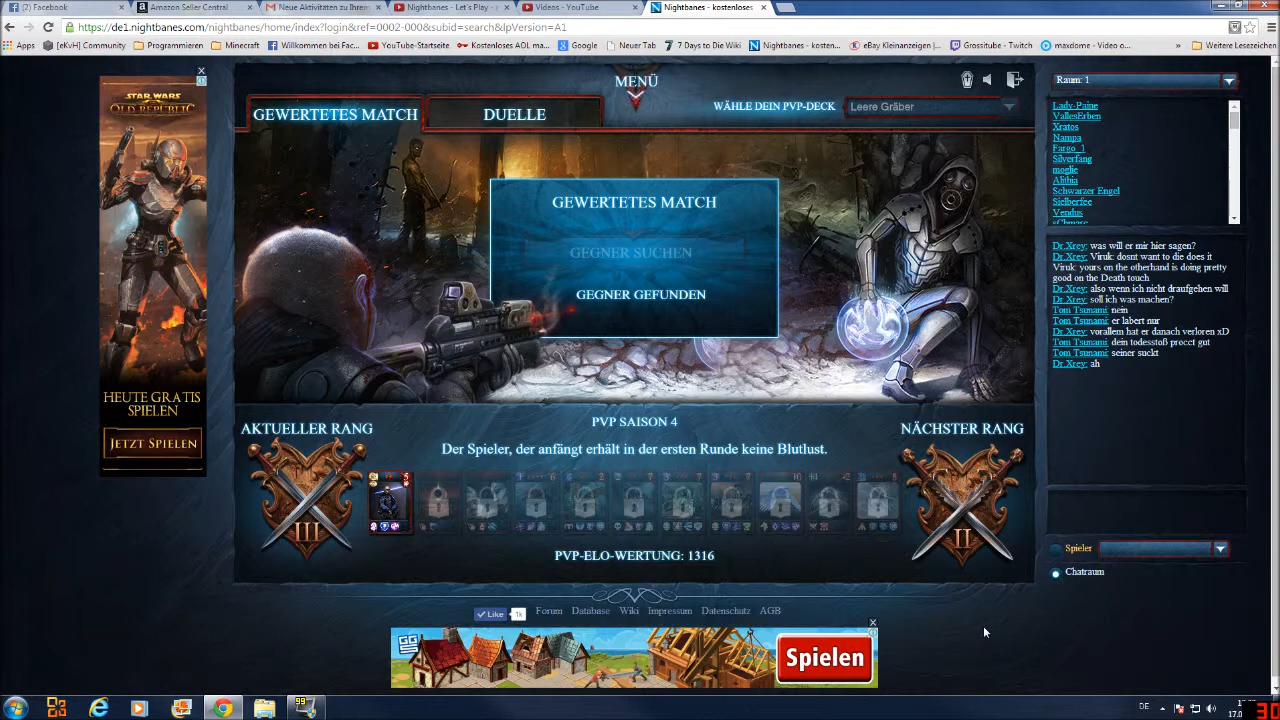 (2) Facebook
Amazon Seller Central
Neue Aktivitäten zu Ihrem
Nightbanes - Let's Play - 
Videos - YouTube
Nightbanes - kostenloses
https://de1.nightbanes.com/nightbanes/home/index?login&ref=0002-000&subid=search&lpVersion=A1
Apps
[eKvH] Community
Programmieren
Minecraft
Willkommen bei Fac...
YouTube-Startseite
Kostenloses AOL ma...
Google
Neuer Tab
7 Days to Die Wiki
Nightbanes - kosten...
eBay Kleinanzeigen |...
Grossitube - Twitch
maxdome - Video o...
»
Weitere Lesezeichen
STAR WARS
THE OLD REPUBLIC
HEUTE GRATIS
SPIELEN
JETZT SPIELEN
MENÜ
GEWERTETES MATCH
DUELLE
WÄHLE DEIN PVP-DECK
Leere Gräber
GEWERTETES MATCH
GEGNER SUCHEN
GEGNER GEFUNDEN
PVP SAISON 4
AKTUELLER RANG
NÄCHSTER RANG
Der Spieler, der anfängt erhält in der ersten Runde keine Blutlust.
III
II
PVP-ELO-WERTUNG: 1316
Raum: 1
Lady-Paine
VallesErben
Xratos
Nampa
Fargo_1
Silverfang
moglie
Alithia
Schwarzer Engel
Sielberfee
Vendus
Dr.Xrey: was will er mir hier sagen?
Dr.Xrey: Viruk: dosnt want to die does it
Viruk: yours on the otherhand is doing pretty
good on the Death touch
Dr.Xrey: also wenn ich nicht draufgehen will
Dr.Xrey: soll ich was machen?
Tom Tsunami: nein
Tom Tsunami: er labert nur
Dr.Xrey: vorallem hat er danach verloren xD
Tom Tsunami: dein todesstoß procct gut
Tom Tsunami: seiner suckt
Dr.Xrey: ah
Spieler
Chatraum
Like
1k
Forum
Database
Wiki
Impressum
Datenschutz
AGB
GGS
Spielen
99
DE
30